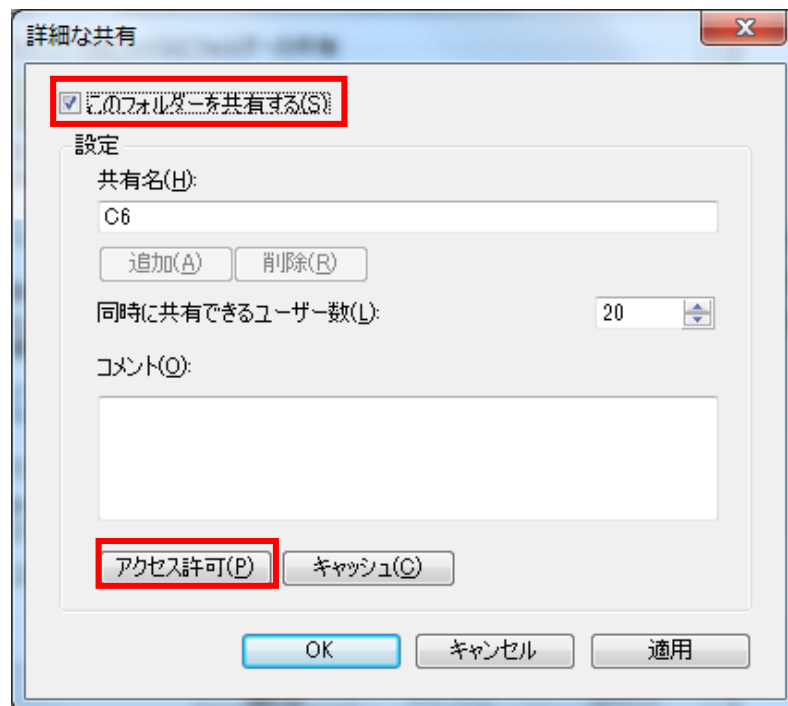 詳細な共有
このフォルダーを共有する(S)
設定
共有名(H):
C6
追加(A) 削除(R)
同時に共有できるユーザー数(L): 20
コメント(O):
アクセス許可(P) キャッシュ(C)
OK キャンセル 適用